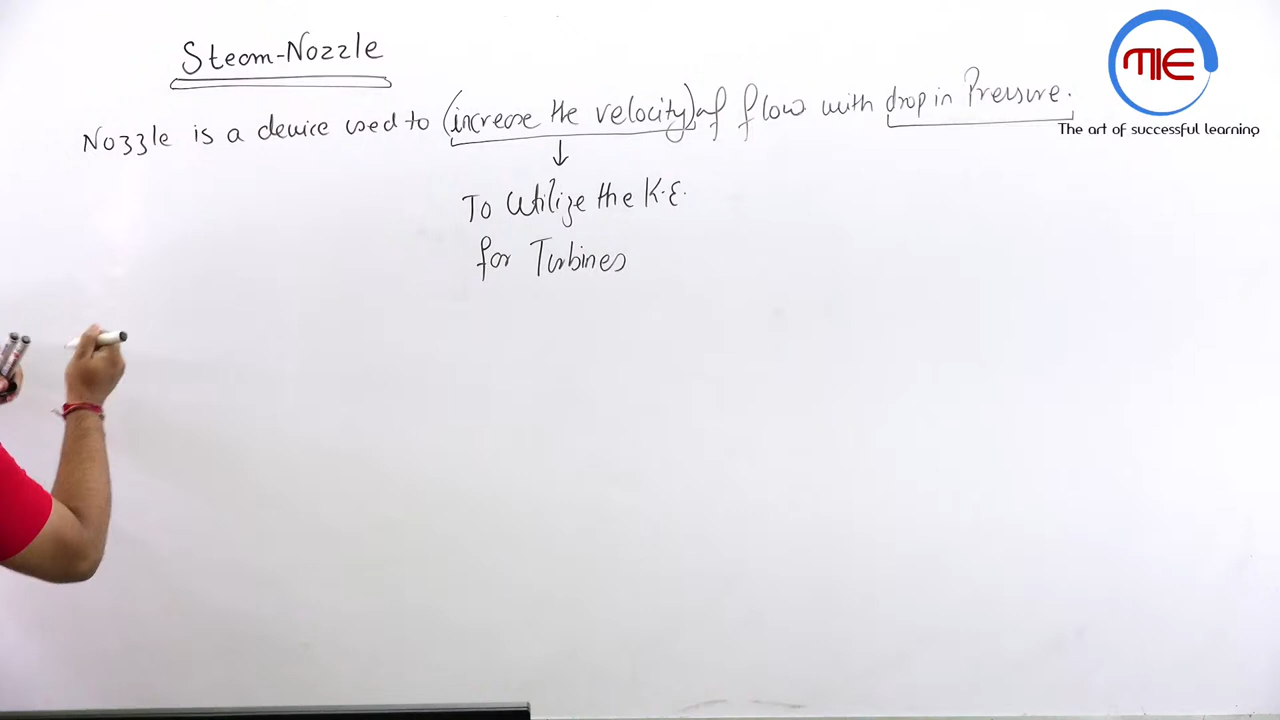 Steam-Nozzle
Nozzle is a device used to (increase the velocity) of flow with drop in Pressure.
To Utilize the K.E.
for Turbines
MIE
The art of successful learning